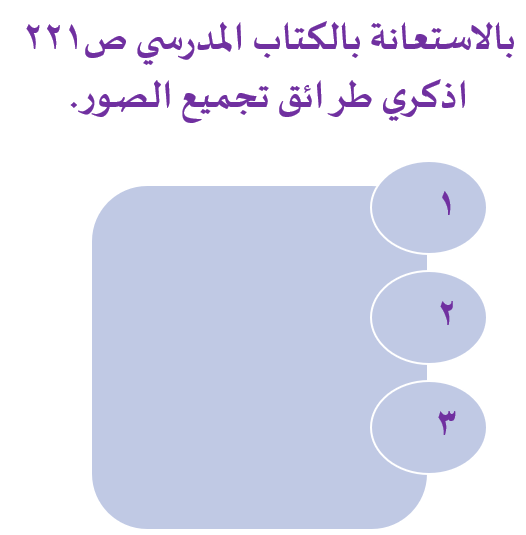 بالاستعانة بالكتاب المدرسي ص٢٢١
اذكري طرائق تجميع الصور.
١
٢
٣